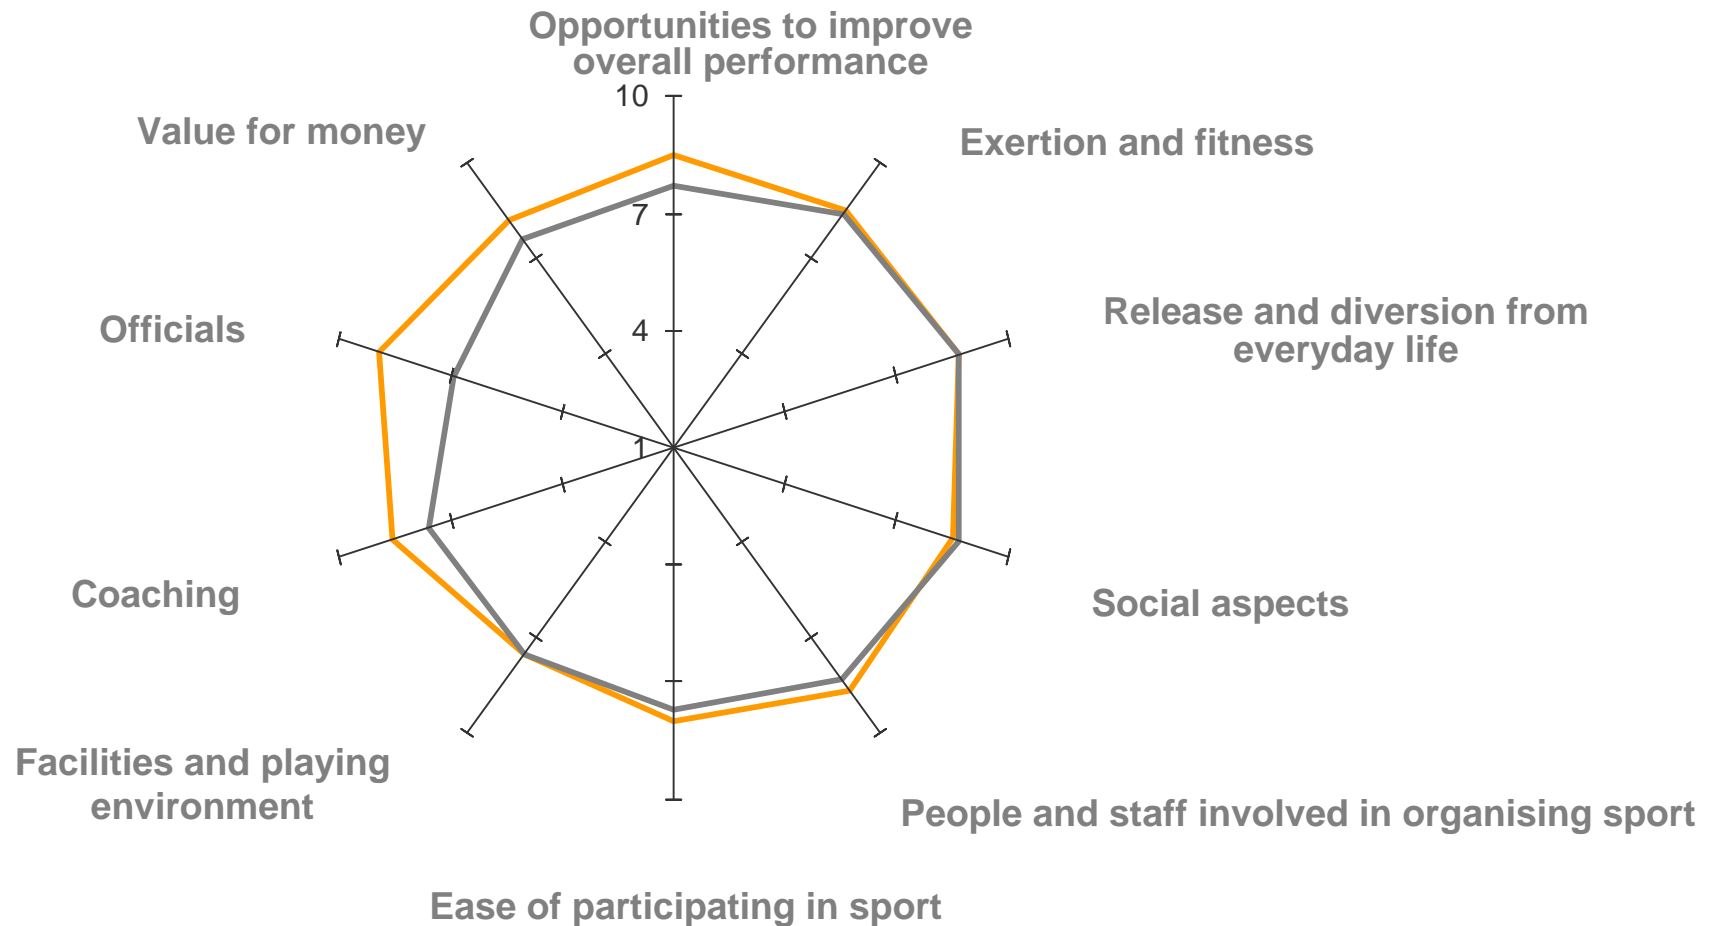 Opportunities to improve
overall performance
10
Value for money
Exertion and fitness
7
Release and diversion from
everyday life
Officials
4
1
Coaching
Social aspects
Facilities and playing
environment
People and staff involved in organising sport
Ease of participating in sport